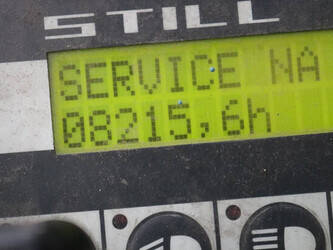 STILL
SERVICE NA
08215,6h